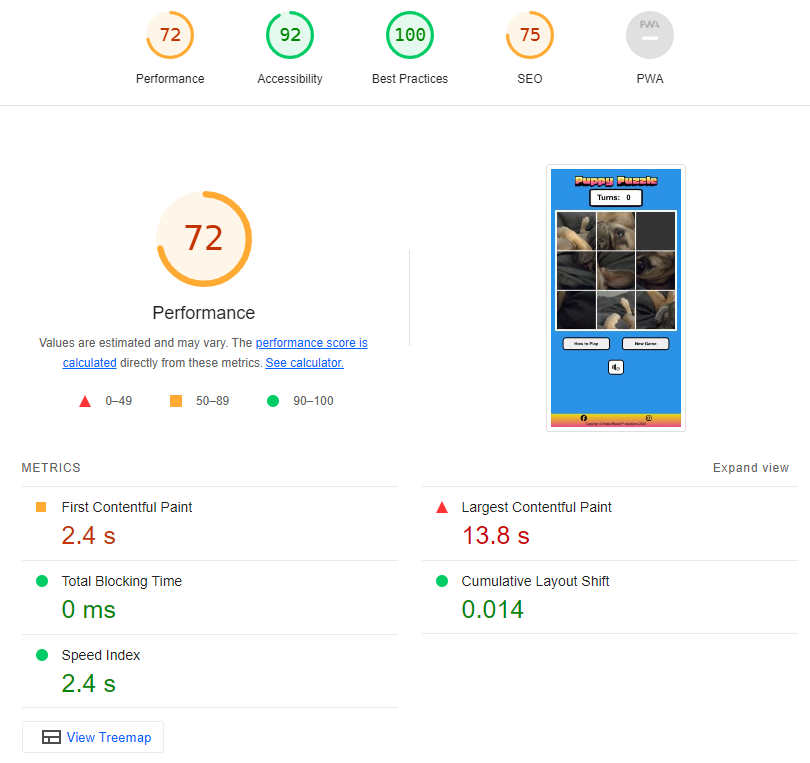 72
92
100
75
PWA
Performance
Accessibility
Best Practices
SEO
PWA
72
Performance
Values are estimated and may vary. The performance score is
calculated directly from these metrics. See calculator.
0–49
50–89
90–100
Puppy Puzzle
Turns: 0
How to Play
New Game
METRICS
Expand view
First Contentful Paint
2.4 s
Largest Contentful Paint
13.8 s
Total Blocking Time
0 ms
Cumulative Layout Shift
0.014
Speed Index
2.4 s
View Treemap